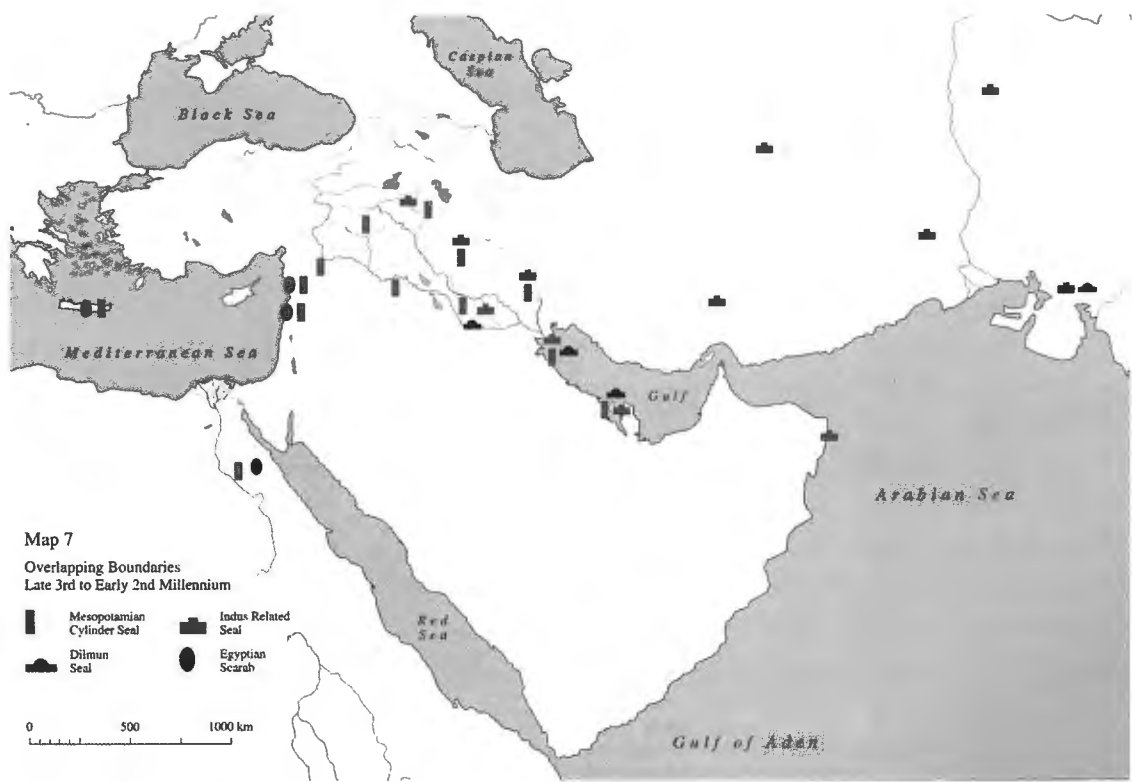 Caspian
Sea
Black Sea
Mediterranean Sea
Gulf
Arabian Sea
Red
Sea
Gulf of Aden
Map 7
Overlapping Boundaries
Late 3rd to Early 2nd Millennium
Mesopotamian
Cylinder Seal
Indus Related
Seal
Dilmun
Seal
Egyptian
Scarab
0 500 1000 km